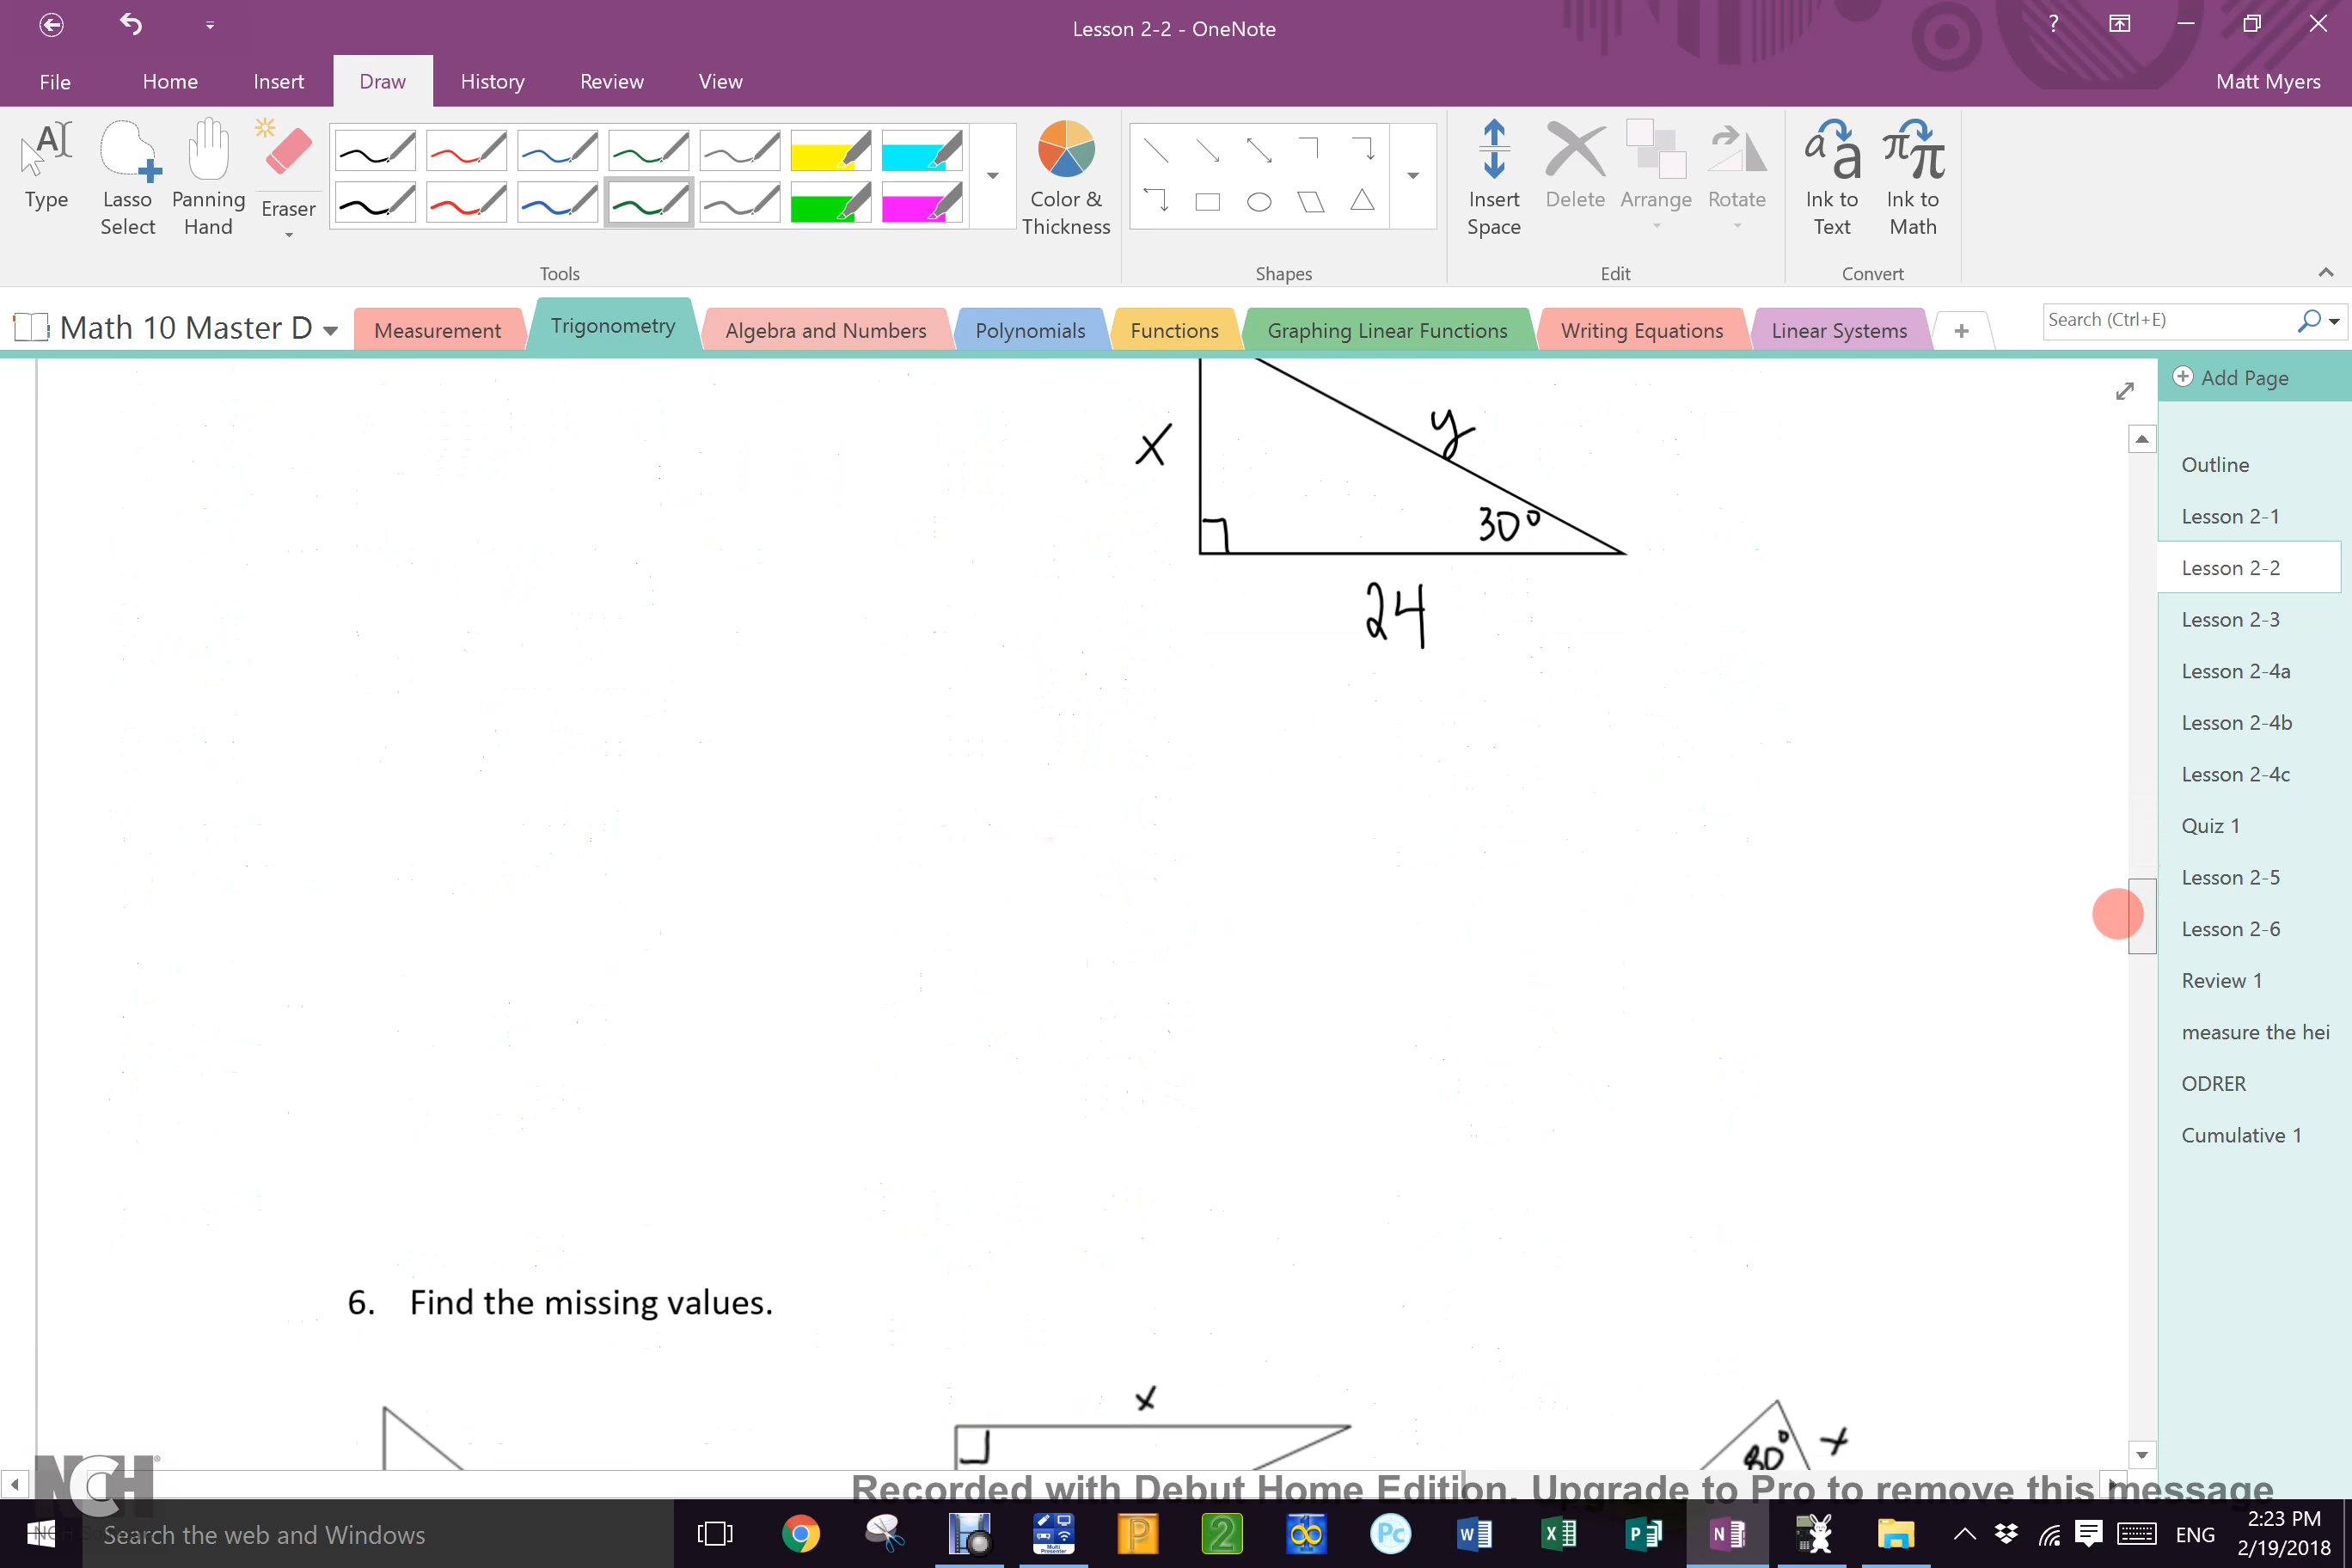 Lesson 2-2 - OneNote
?
File Home Insert Draw History Review View Matt Myers
Type
Lasso Select
Panning Hand
Eraser
Color & Thickness
Insert Space
Delete
Arrange
Rotate
Ink to Text
Ink to Math
Tools Shapes Edit Convert
Math 10 Master D Measurement Trigonometry Algebra and Numbers Polynomials Functions Graphing Linear Functions Writing Equations Linear Systems + Search (Ctrl+E)
Add Page
Outline
Lesson 2-1
Lesson 2-2
Lesson 2-3
Lesson 2-4a
Lesson 2-4b
Lesson 2-4c
Quiz 1
Lesson 2-5
Lesson 2-6
Review 1
measure the hei
ODRER
Cumulative 1
x
y
30°
24
6. Find the missing values.
x
80° x
NCH
Recorded with Debut Home Edition. Upgrade to Pro to remove this message
Search the web and Windows
ENG
2:23 PM
2/19/2018